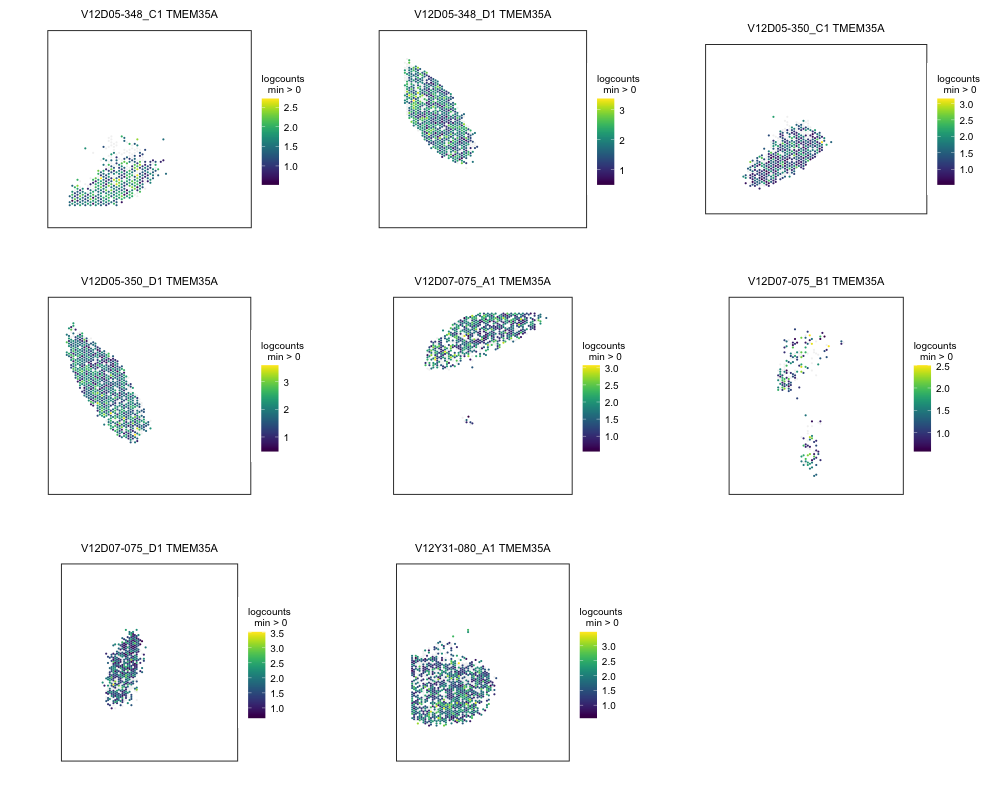 V12D05-348_C1 TMEM35A
logcounts
min > 0
2.5
2.0
1.5
1.0
V12D05-348_D1 TMEM35A
logcounts
min > 0
3
2
1
V12D05-350_C1 TMEM35A
logcounts
min > 0
3.0
2.5
2.0
1.5
1.0
V12D05-350_D1 TMEM35A
logcounts
min > 0
3
2
1
V12D07-075_A1 TMEM35A
logcounts
min > 0
3.0
2.5
2.0
1.5
1.0
V12D07-075_B1 TMEM35A
logcounts
min > 0
2.5
2.0
1.5
1.0
V12D07-075_D1 TMEM35A
logcounts
min > 0
3.5
3.0
2.5
2.0
1.5
1.0
V12Y31-080_A1 TMEM35A
logcounts
min > 0
3.0
2.5
2.0
1.5
1.0